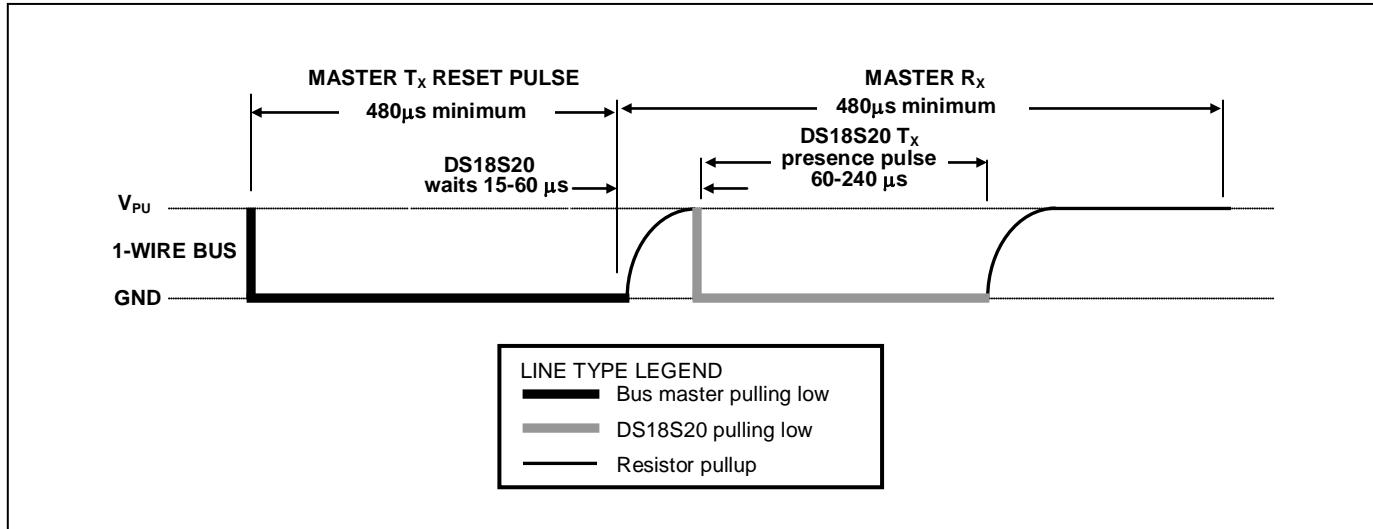 MASTER TX RESET PULSE
480µs minimum
MASTER RX
480µs minimum
DS18S20
waits 15-60 µs
DS18S20 TX
presence pulse
60-240 µs
VPU
1-WIRE BUS
GND
LINE TYPE LEGEND
Bus master pulling low
DS18S20 pulling low
Resistor pullup